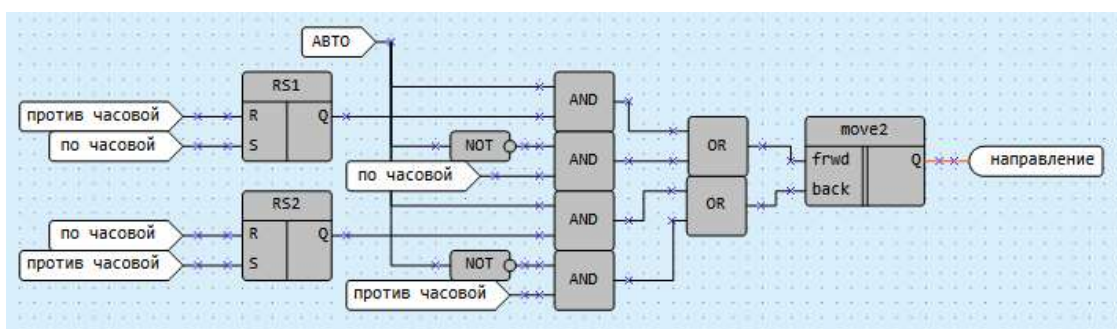 АВТО
RS1
против часовой
R
Q
по часовой
S
AND
NOT
AND
по часовой
OR
move2
frwd
Q
направление
back
RS2
по часовой
R
Q
против часовой
S
AND
OR
NOT
AND
против часовой